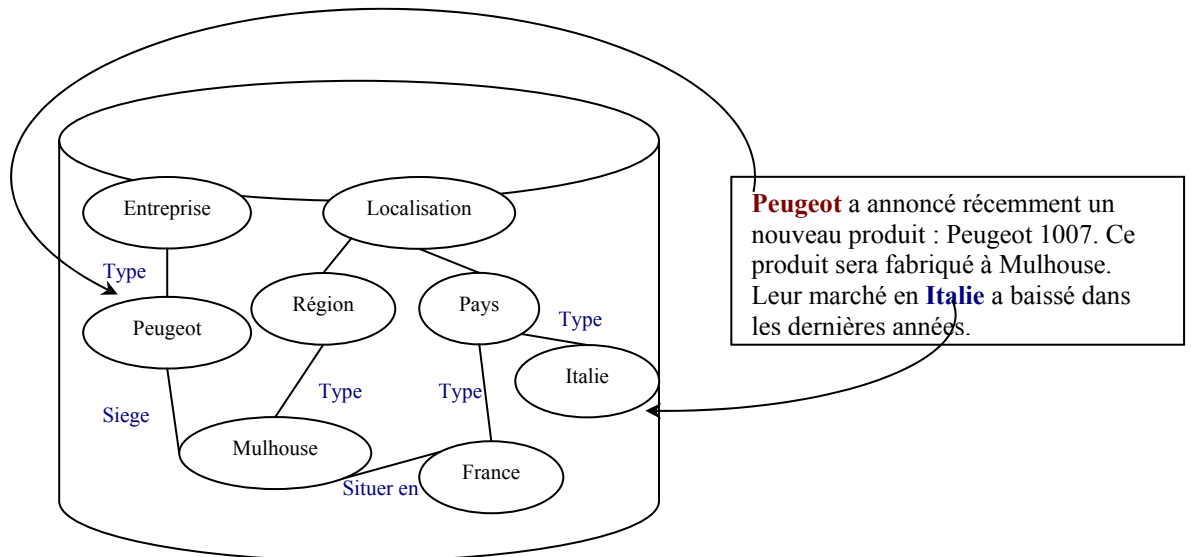 Entreprise
Localisation
Type
Peugeot
Région
Pays
Type
Italie
Siege
Type
Type
Mulhouse
France
Situer en
Peugeot a annoncé récemment un
nouveau produit : Peugeot 1007. Ce
produit sera fabriqué à Mulhouse.
Leur marché en Italie a baissé dans
les dernières années.